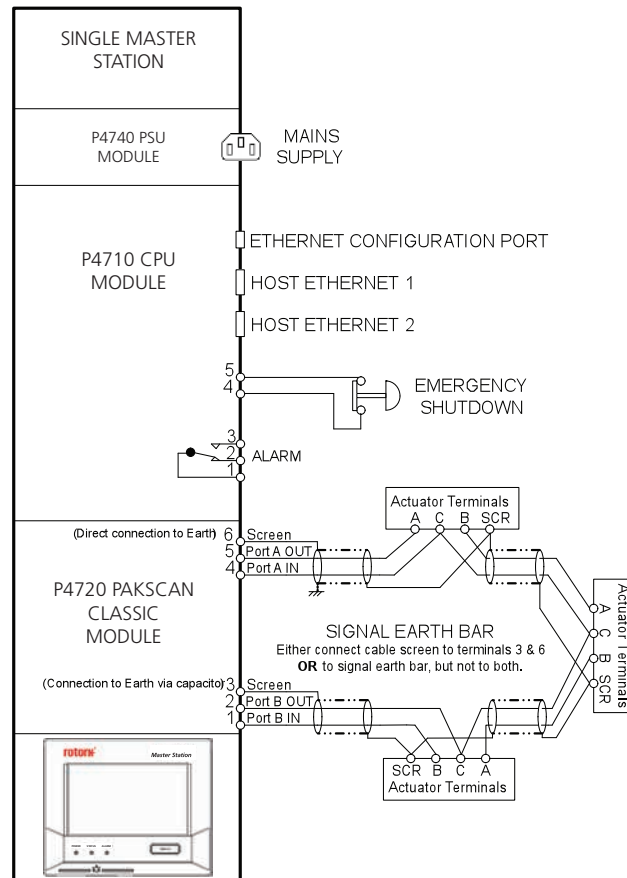 SINGLE MASTER
STATION
P4740 PSU
MODULE
MAINS
SUPPLY
P4710 CPU
MODULE
ETHERNET CONFIGURATION PORT
HOST ETHERNET 1
HOST ETHERNET 2
5
4
EMERGENCY
SHUTDOWN
3
2
1
ALARM
Actuator Terminals
A C B SCR
(Direct connection to Earth) 6 Screen
5 Port A OUT
4 Port A IN
P4720 PAKSCAN
CLASSIC
MODULE
SIGNAL EARTH BAR
Either connect cable screen to terminals 3 & 6
OR to signal earth bar, but not to both.
Actuator Terminals
A
C
B
SCR
(Connection to Earth via capacitor) 3 Screen
2 Port B OUT
1 Port B IN
SCR B C A
Actuator Terminals
rotork
Master Station